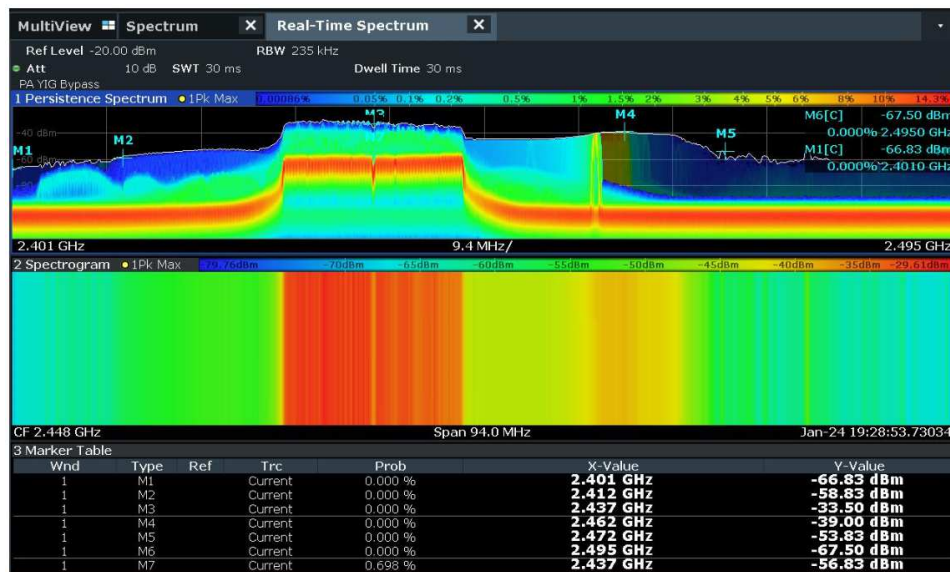 MultiView Spectrum X Real-Time Spectrum X
Ref Level -20.00 dBm RBW 235 kHz
Att 10 dB SWT 30 ms Dwell Time 30 ms
PA YIG Bypass
1 Persistence Spectrum 1Pk Max 0.00086% 0.05% 0.1% 0.2% 0.5% 1% 1.5% 2% 3% 4% 5% 6% 8% 10% 14.3%
M3 M4 M6[C] -67.50 dBm
-40 dBm M2 M5 0.000% 2.4950 GHz
M1 M1[C] -66.83 dBm
-60 dBm 0.000% 2.4010 GHz
2.401 GHz 9.4 MHz/ 2.495 GHz
2 Spectrogram 1Pk Max -79.76dBm -70dBm -65dBm -60dBm -55dBm -50dBm -45dBm -40dBm -35dBm -29.61dBm
CF 2.448 GHz Span 94.0 MHz Jan-24 19:28:53.73034
3 Marker Table
Wnd Type Ref Trc Prob X-Value Y-Value
1 M1 Current 0.000 % 2.401 GHz -66.83 dBm
1 M2 Current 0.000 % 2.412 GHz -58.83 dBm
1 M3 Current 0.000 % 2.437 GHz -33.50 dBm
1 M4 Current 0.000 % 2.462 GHz -39.00 dBm
1 M5 Current 0.000 % 2.472 GHz -53.83 dBm
1 M6 Current 0.000 % 2.495 GHz -67.50 dBm
1 M7 Current 0.698 % 2.437 GHz -56.83 dBm